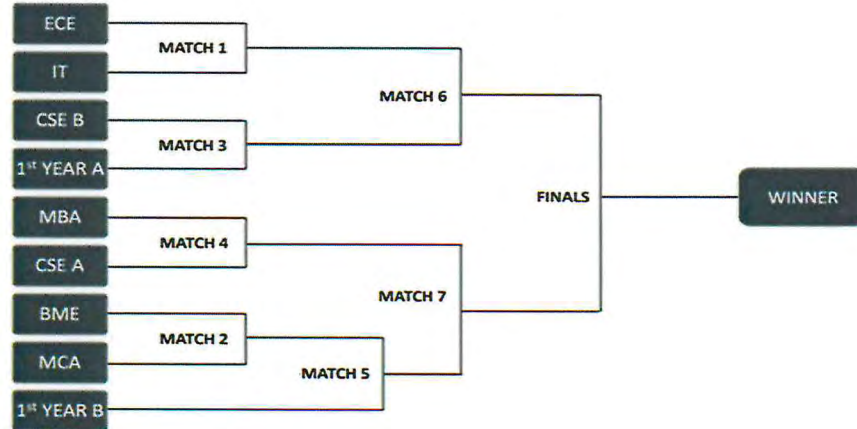 ECE
MATCH 1
IT
MATCH 6
CSE B
MATCH 3
1st YEAR A
FINALS
WINNER
MBA
MATCH 4
CSE A
MATCH 7
BME
MATCH 2
MCA
MATCH 5
1st YEAR B